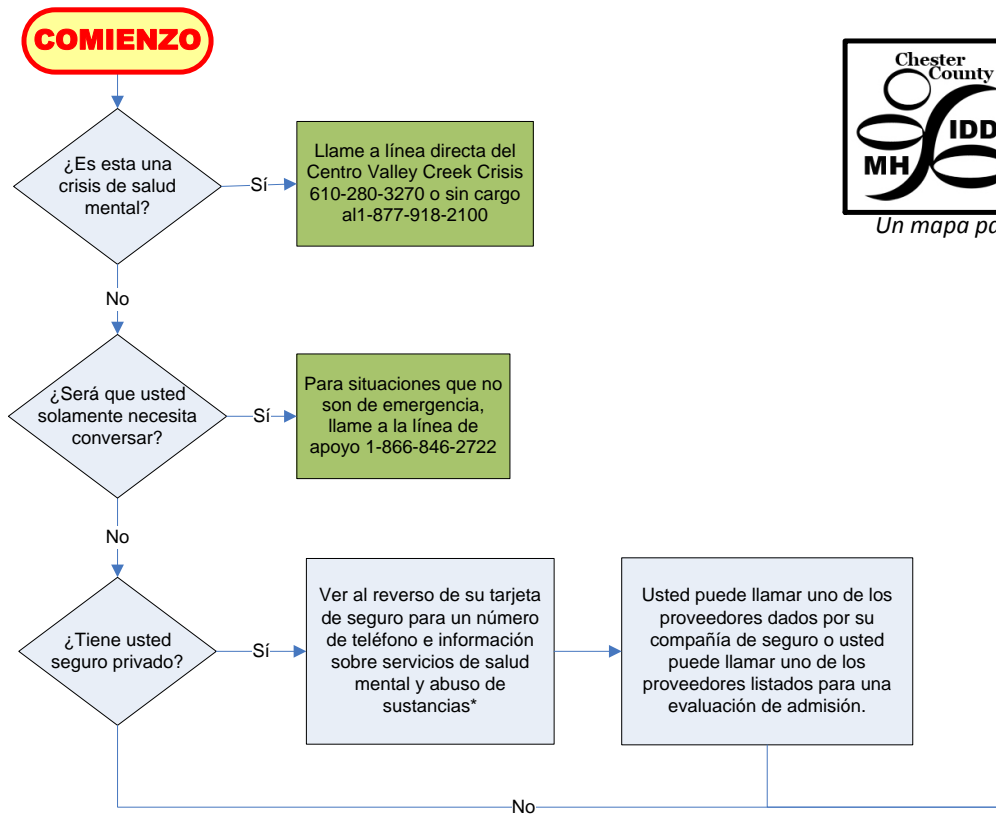 COMIENZO
Chester
County
MH
IDD
Un mapa pa
¿Es esta una
crisis de salud
mental?
Sí
Llame a línea directa del
Centro Valley Creek Crisis
610-280-3270 o sin cargo
al1-877-918-2100
No
¿Será que usted
solamente necesita
conversar?
Sí
Para situaciones que no
son de emergencia,
llame a la línea de
apoyo 1-866-846-2722
No
¿Tiene usted
seguro privado?
Sí
Ver al reverso de su tarjeta
de seguro para un número
de teléfono e información
sobre servicios de salud
mental y abuso de
sustancias*
Usted puede llamar uno de los
proveedores dados por su
compañía de seguro o usted
puede llamar uno de los
proveedores listados para una
evaluación de admisión.
No